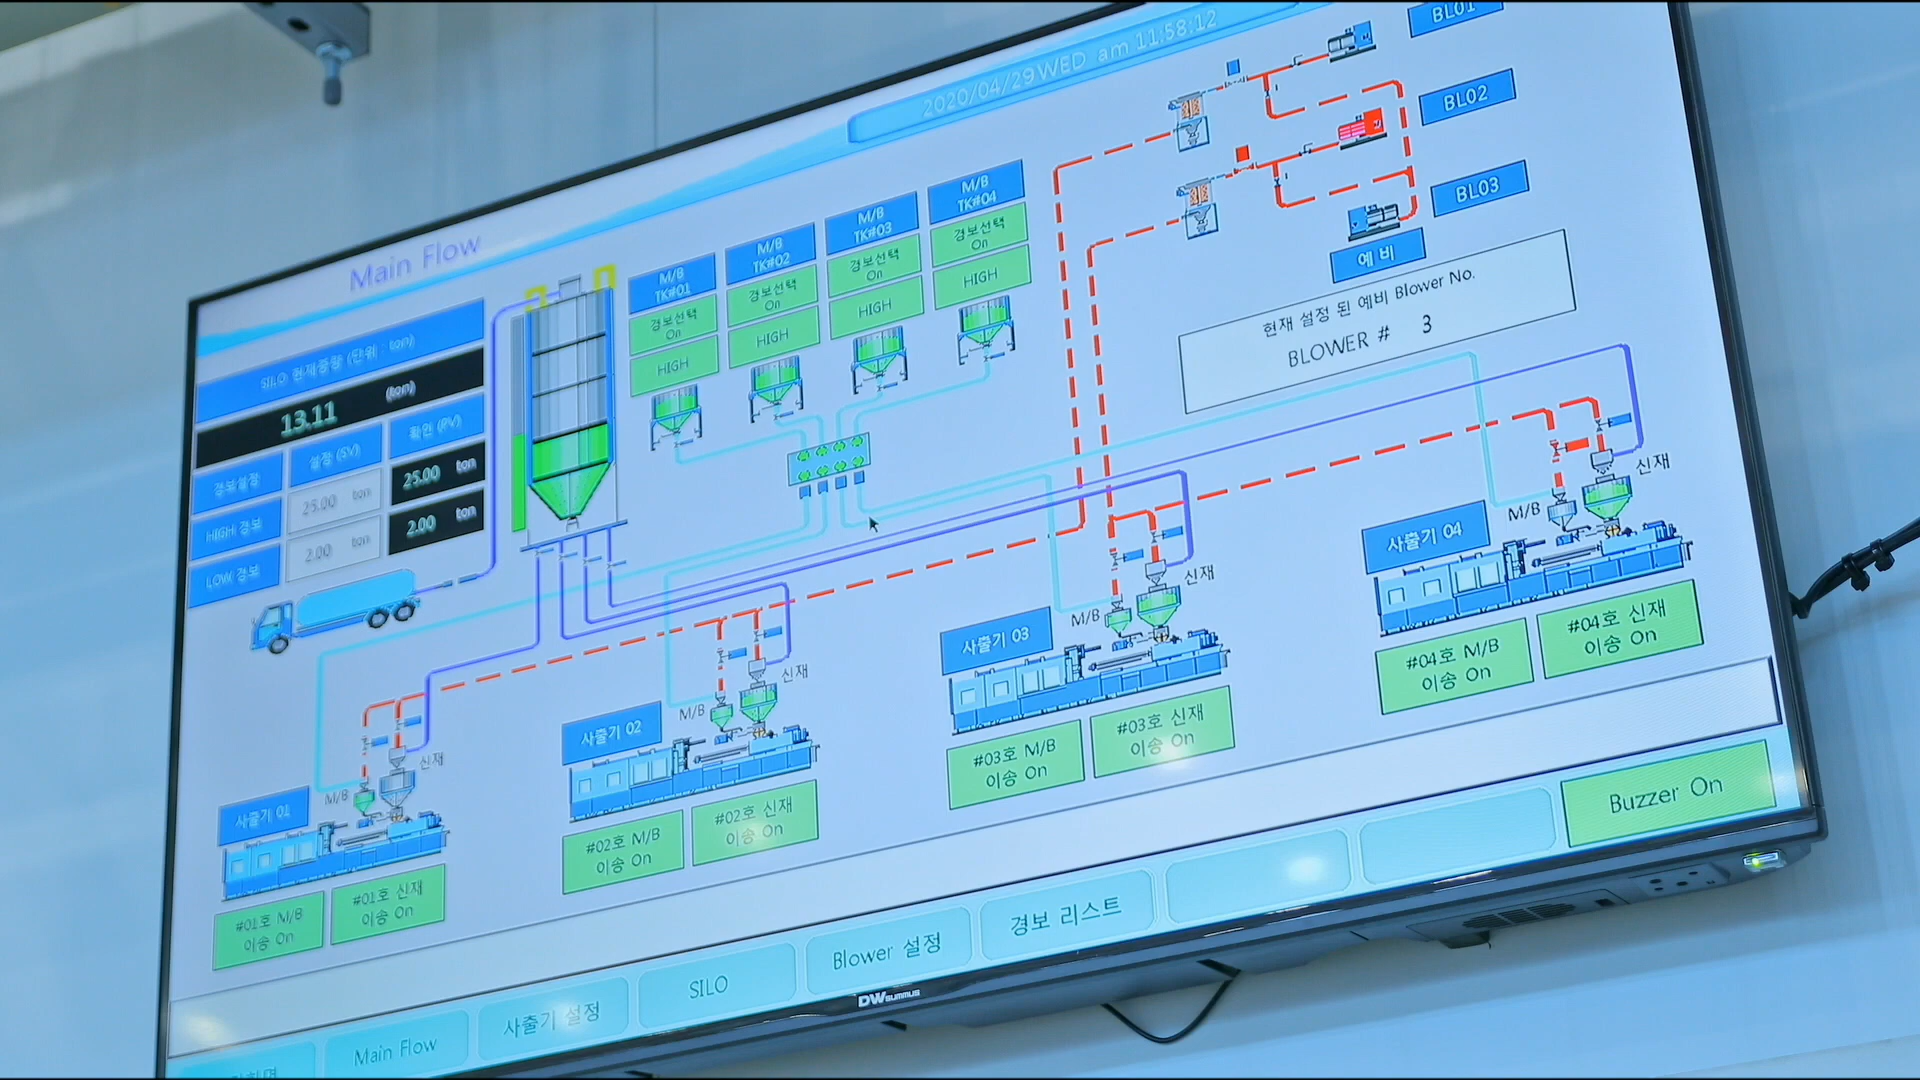 2020/04/29 WED am 11:58:12
Main Flow
BL01
BL02
BL03
예 비
현재 설정 된 예비 Blower No.
BLOWER # 3
SILO 현재중량 (단위 : ton)
13.11 (ton)
경보설정
설정 (SV)
확인 (PV)
HIGH 경보
25.00 ton
25.00 ton
LOW 경보
2.00 ton
2.00 ton
M/B
TK#01
경보선택
On
HIGH
M/B
TK#02
경보선택
On
HIGH
M/B
TK#03
경보선택
On
HIGH
M/B
TK#04
경보선택
On
HIGH
사출기 01
M/B
신재
#01호 M/B
이송 On
#01호 신재
이송 On
사출기 02
M/B
신재
#02호 M/B
이송 On
#02호 신재
이송 On
사출기 03
M/B
신재
#03호 M/B
이송 On
#03호 신재
이송 On
사출기 04
M/B
신재
#04호 M/B
이송 On
#04호 신재
이송 On
Buzzer On
Main Flow
사출기 설정
SILO
Blower 설정
경보 리스트
DW SUMMUS